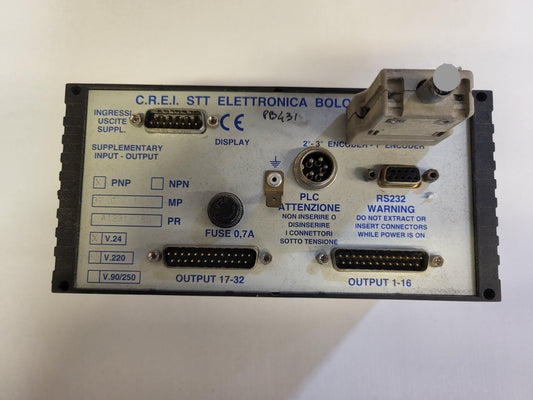 C.R.E.I. STT ELETTRONICA BOLO
INGRESSI
USCITE
SUPPL.
CE
DISPLAY
PB431
2°- 3° ENCODER - 1° ENCODER
SUPPLEMENTARY
INPUT - OUTPUT
X PNP
NPN
MP
PR
X V.24
V.220
V.90/250
FUSE 0,7A
PLC
ATTENZIONE
NON INSERIRE O
DISINSERIRE
I CONNETTORI
SOTTO TENSIONE
RS232
WARNING
DO NOT EXTRACT OR
INSERT CONNECTORS
WHILE POWER IS ON
OUTPUT 17-32
OUTPUT 1-16